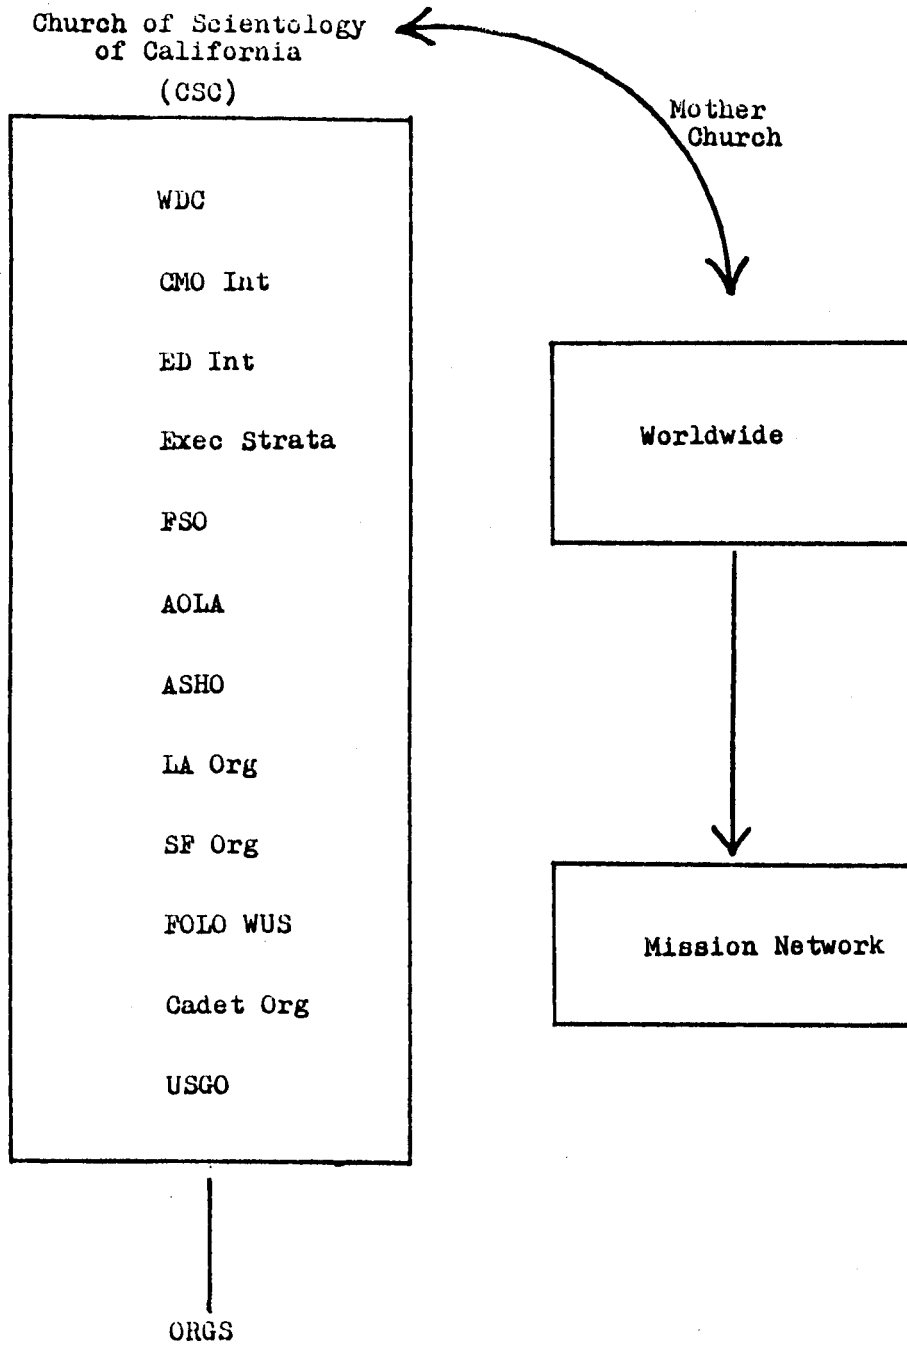 Church of Scientology
of California
(CSC)
Mother
Church
WDC
CMO Int
ED Int
Exec Strata
FSO
AOLA
ASHO
LA Org
SF Org
FOLO WUS
Cadet Org
USGO
ORGS
Worldwide
Mission Network